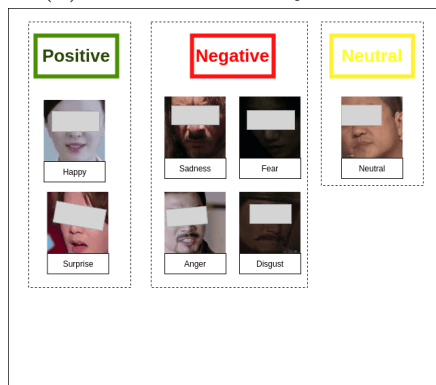 Positive
Negative
Neutral
Happy
Sadness
Fear
Neutral
Surprise
Anger
Disgust